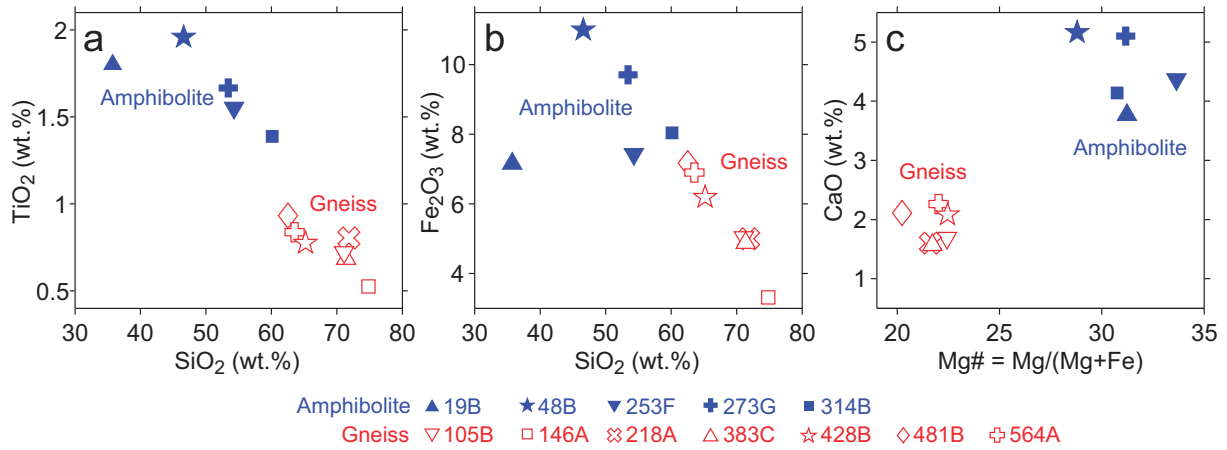 a
2
1.5
1
0.5
TiO2 (wt.%)
Amphibolite
Gneiss
30 40 50 60 70 80
SiO2 (wt.%)
b
10
8
6
4
Fe2O3 (wt.%)
Amphibolite
Gneiss
30 40 50 60 70 80
SiO2 (wt.%)
c
5
4
3
2
1
CaO (wt.%)
Gneiss
Amphibolite
20 25 30 35
Mg# = Mg/(Mg+Fe)
Amphibolite 19B 48B 253F 273G 314B
Gneiss 105B 146A 218A 383C 428B 481B 564A